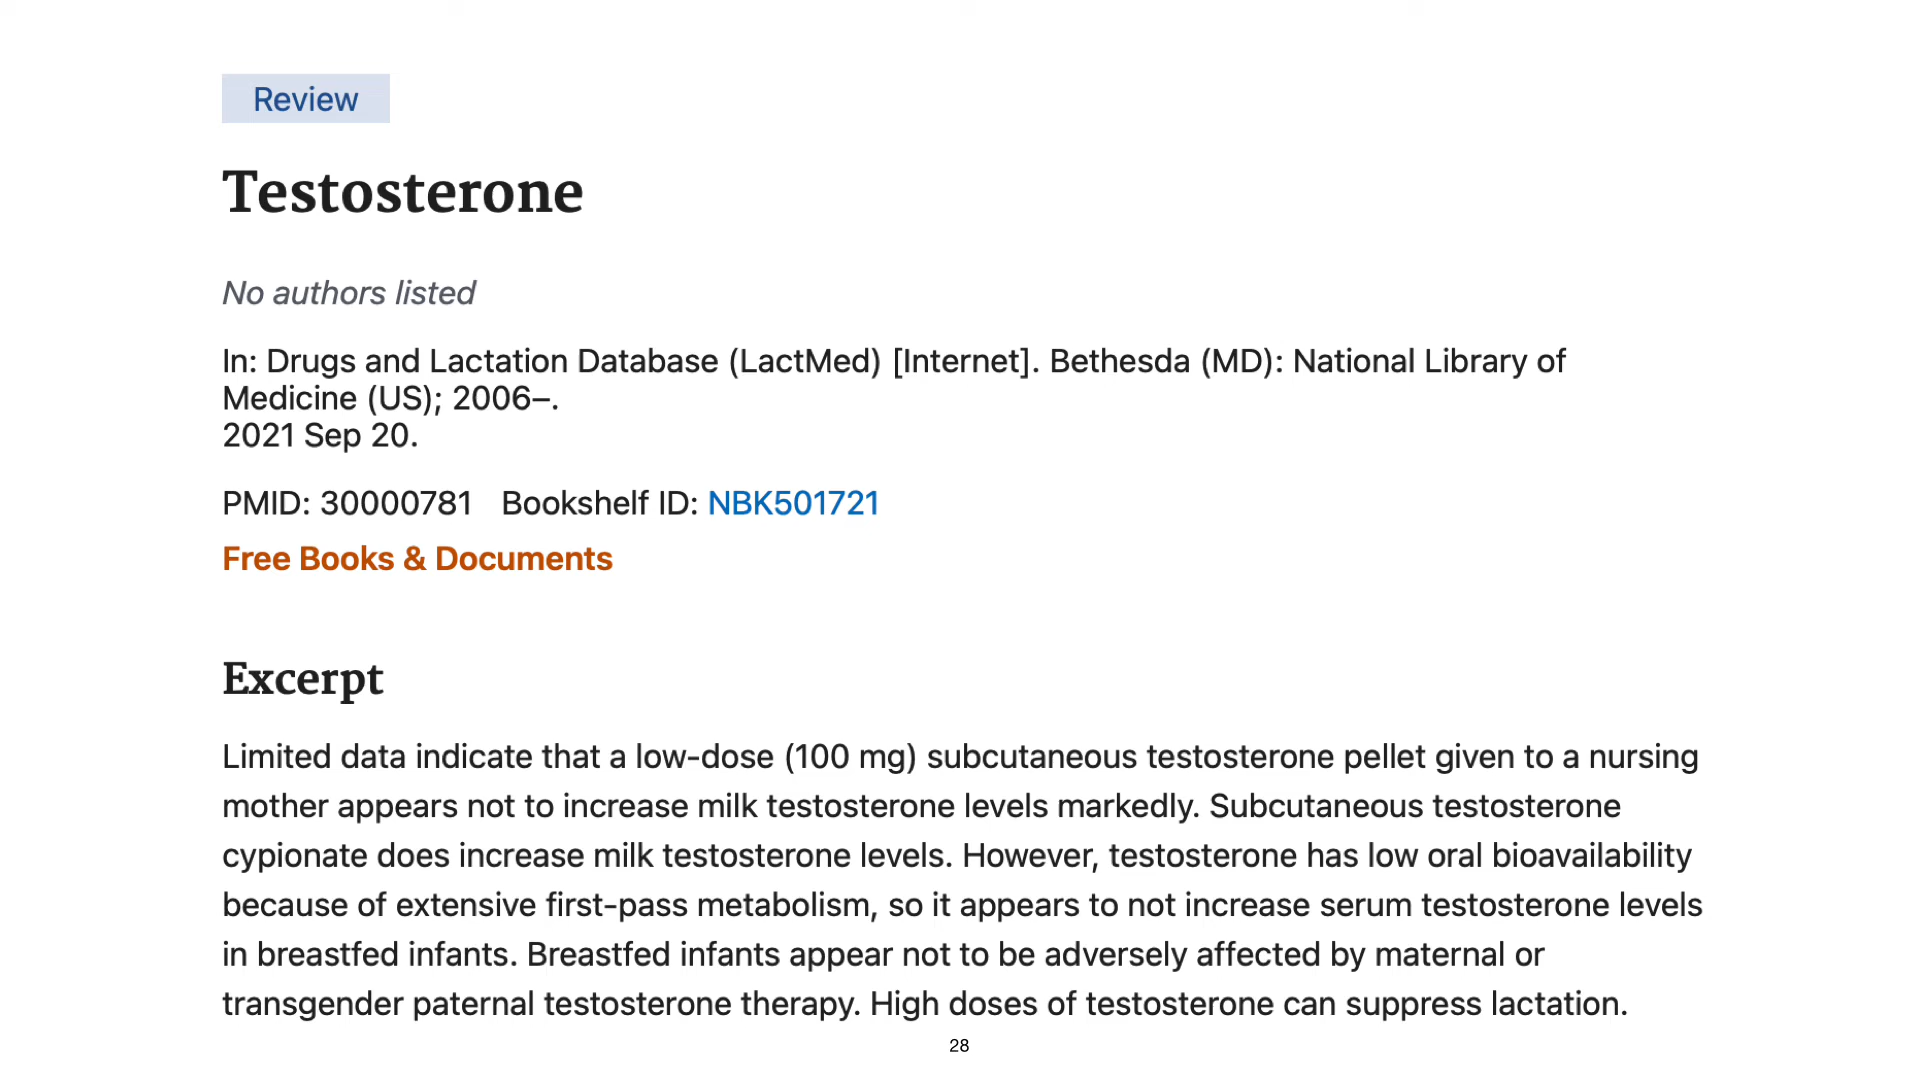 Review
Testosterone
No authors listed
In: Drugs and Lactation Database (LactMed) [Internet]. Bethesda (MD): National Library of
Medicine (US); 2006–.
2021 Sep 20.
PMID: 30000781 Bookshelf ID: NBK501721
Free Books & Documents
Excerpt
Limited data indicate that a low-dose (100 mg) subcutaneous testosterone pellet given to a nursing
mother appears not to increase milk testosterone levels markedly. Subcutaneous testosterone
cypionate does increase milk testosterone levels. However, testosterone has low oral bioavailability
because of extensive first-pass metabolism, so it appears to not increase serum testosterone levels
in breastfed infants. Breastfed infants appear not to be adversely affected by maternal or
transgender paternal testosterone therapy. High doses of testosterone can suppress lactation.
28